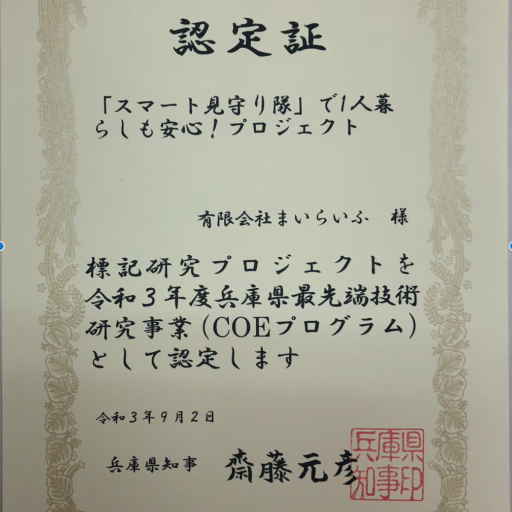 認定証
「スマート見守り隊」で1人暮
らしも安心！プロジェクト
有限会社まいらいふ 様
標記研究プロジェクトを
令和３年度兵庫県最先端技術
研究事業（COEプログラム）
として認定します
令和３年９月２日
兵庫県知事 齋藤元彦
兵庫県
知事印